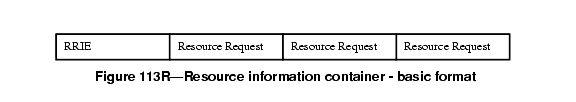 RRIE Resource Request Resource Request Resource Request
Figure 113R—Resource information container - basic format